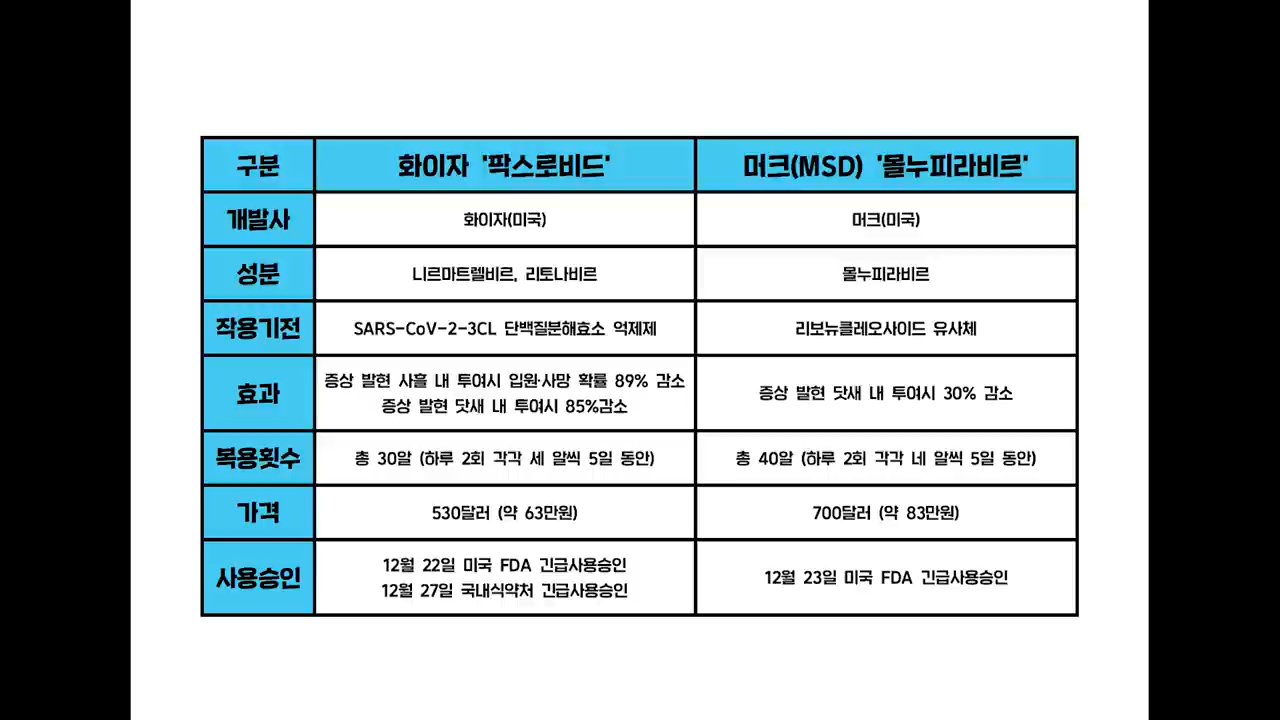 구분 화이자 '팍스로비드' 머크(MSD) '몰누피라비르'
개발사 화이자(미국) 머크(미국)
성분 니르마트렐비르, 리토나비르 몰누피라비르
작용기전 SARS-CoV-2-3CL 단백질분해효소 억제제 리보뉴클레오사이드 유사체
효과 증상 발현 사흘 내 투여시 입원·사망 확률 89% 감소
증상 발현 닷새 내 투여시 85%감소
증상 발현 닷새 내 투여시 30% 감소
복용횟수 총 30알 (하루 2회 각각 세 알씩 5일 동안) 총 40알 (하루 2회 각각 네 알씩 5일 동안)
가격 530달러 (약 63만원) 700달러 (약 83만원)
사용승인 12월 22일 미국 FDA 긴급사용승인
12월 27일 국내식약처 긴급사용승인
12월 23일 미국 FDA 긴급사용승인